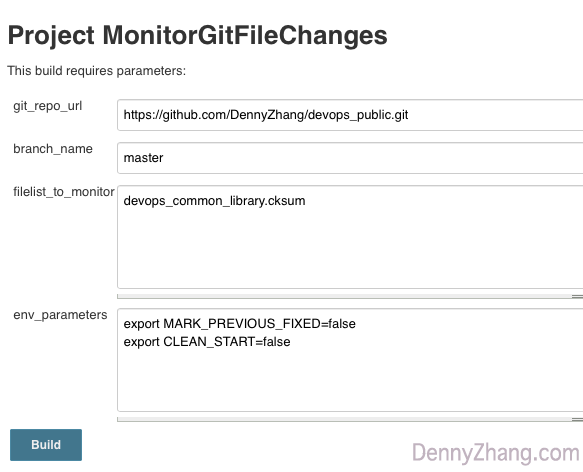 Project MonitorGitFileChanges
This build requires parameters:
git_repo_url
https://github.com/DennyZhang/devops_public.git
branch_name
master
filelist_to_monitor
devops_common_library.cksum
env_parameters
export MARK_PREVIOUS_FIXED=false
export CLEAN_START=false
Build
DennyZhang.com